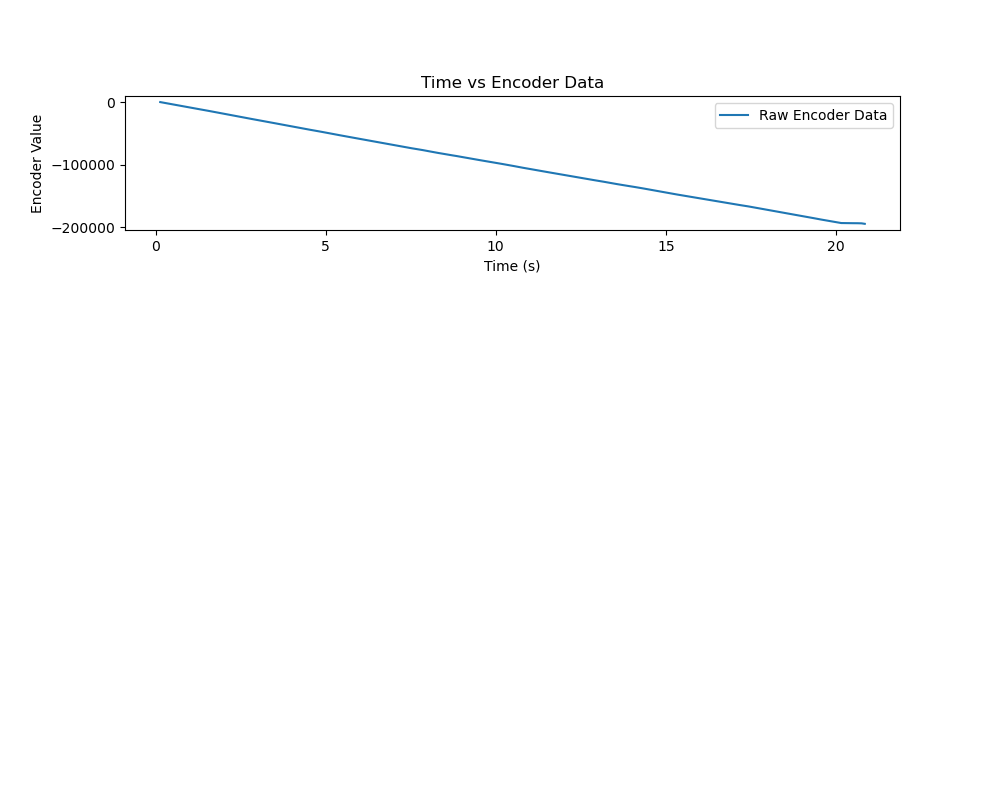 Time vs Encoder Data
Encoder Value
0
−100000
−200000
Raw Encoder Data
0 5 10 15 20
Time (s)